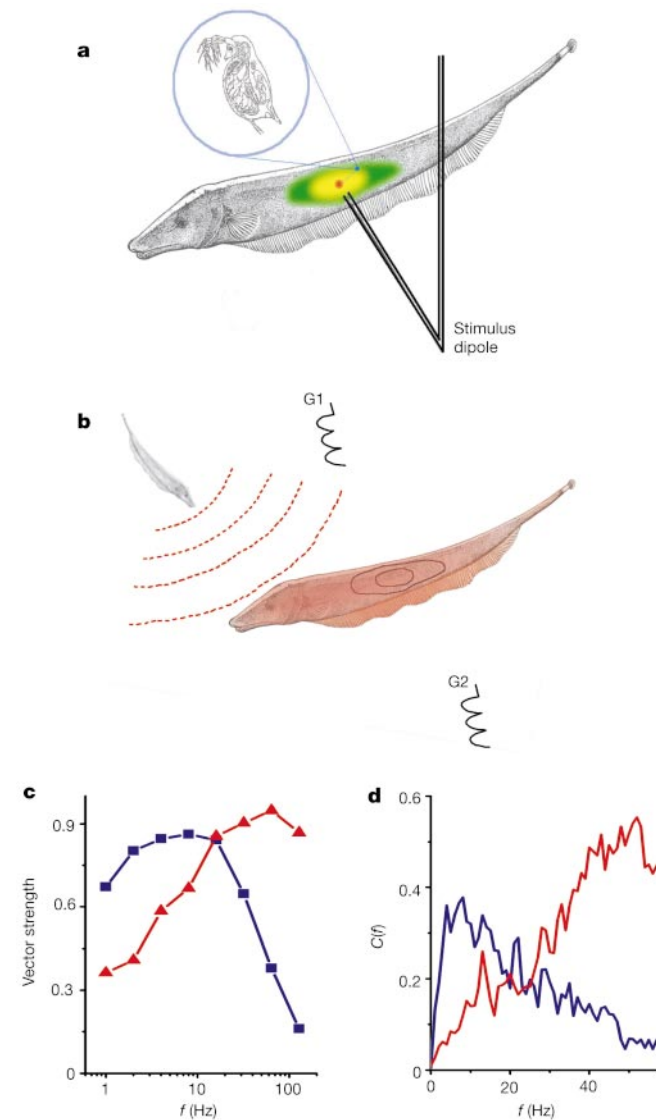 a
Stimulus
dipole
b
G1
G2
c
0.9
0.6
0.3
0
Vector strength
1
10
100
f (Hz)
d
0.6
0.4
0.2
0
C(f)
0
20
40
f (Hz)